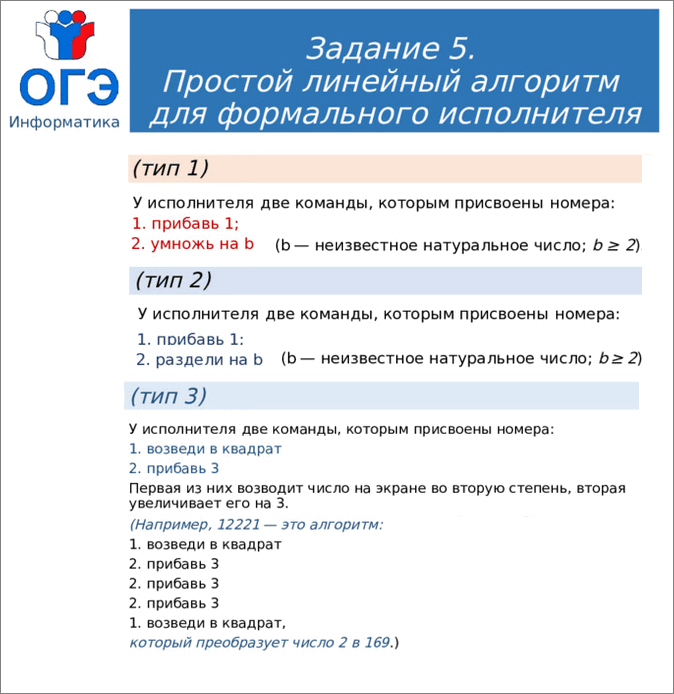 ОГЭ
Информатика
Задание 5.
Простой линейный алгоритм
для формального исполнителя
(тип 1)
У исполнителя две команды, которым присвоены номера:
1. прибавь 1;
2. умножь на b (b — неизвестное натуральное число; b ≥ 2)
(тип 2)
У исполнителя две команды, которым присвоены номера:
1. прибавь 1;
2. раздели на b (b — неизвестное натуральное число; b ≥ 2)
(тип 3)
У исполнителя две команды, которым присвоены номера:
1. возведи в квадрат
2. прибавь 3
Первая из них возводит число на экране во вторую степень, вторая
увеличивает его на 3.
(Например, 12221 — это алгоритм:
1. возведи в квадрат
2. прибавь 3
2. прибавь 3
2. прибавь 3
1. возведи в квадрат,
который преобразует число 2 в 169.)